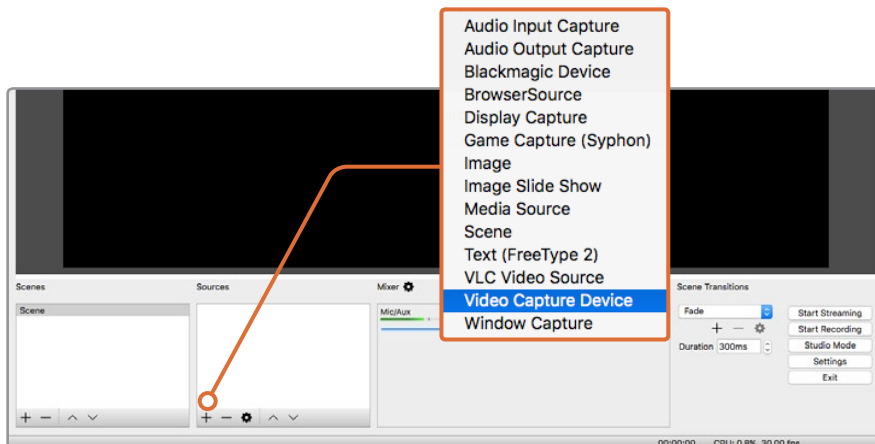 Audio Input Capture
Audio Output Capture
Blackmagic Device
BrowserSource
Display Capture
Game Capture (Syphon)
Image
Image Slide Show
Media Source
Scene
Text (FreeType 2)
VLC Video Source
Video Capture Device
Window Capture
Scenes
Scene
Sources
Mixer
Mic/Aux
Scene Transitions
Fade
Duration 300ms
Start Streaming
Start Recording
Studio Mode
Settings
Exit
00:00:00 CPU: 0.8%, 30.00 fps